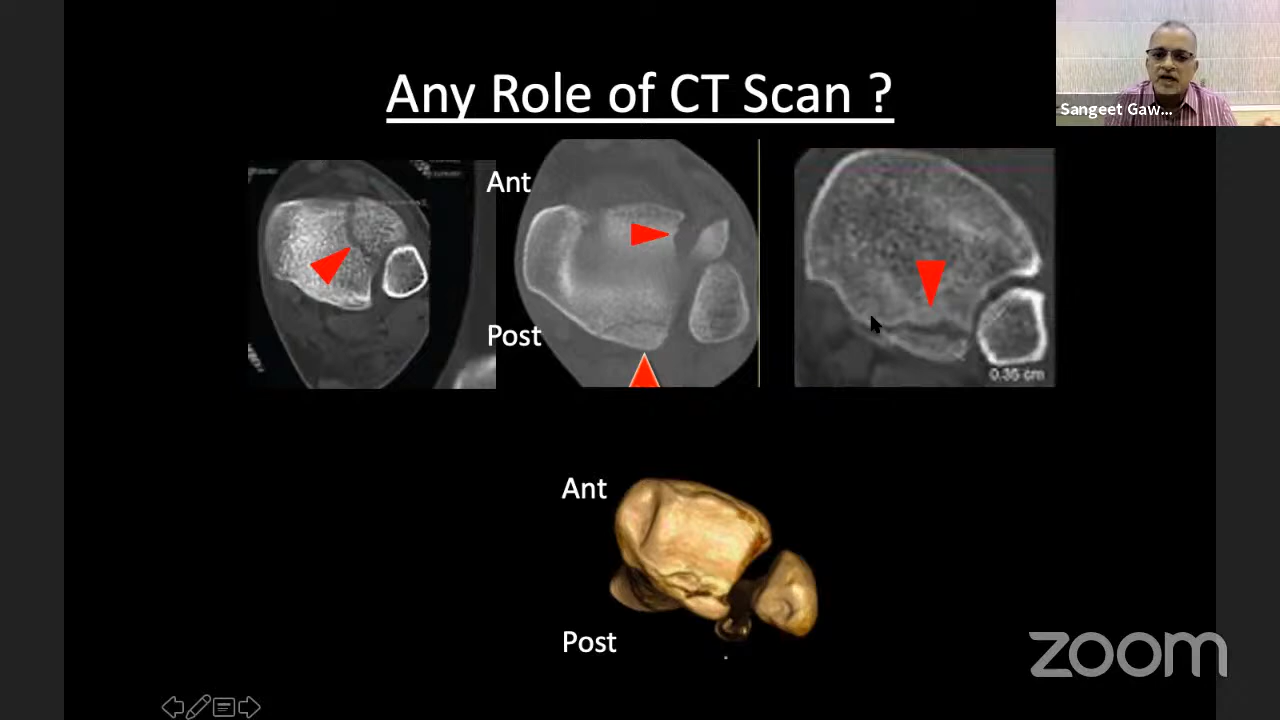 Any Role of CT Scan ?
Sangeet Gaw...
Ant
Post
0.35 cm
Ant
Post
zoom